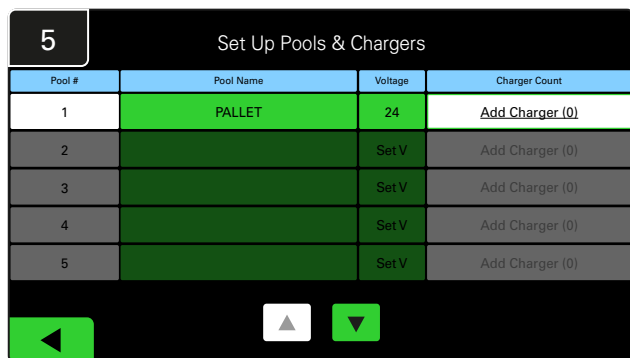 5
Set Up Pools & Chargers
Pool # Pool Name Voltage Charger Count
1 PALLET 24 Add Charger (0)
2 Set V Add Charger (0)
3 Set V Add Charger (0)
4 Set V Add Charger (0)
5 Set V Add Charger (0)